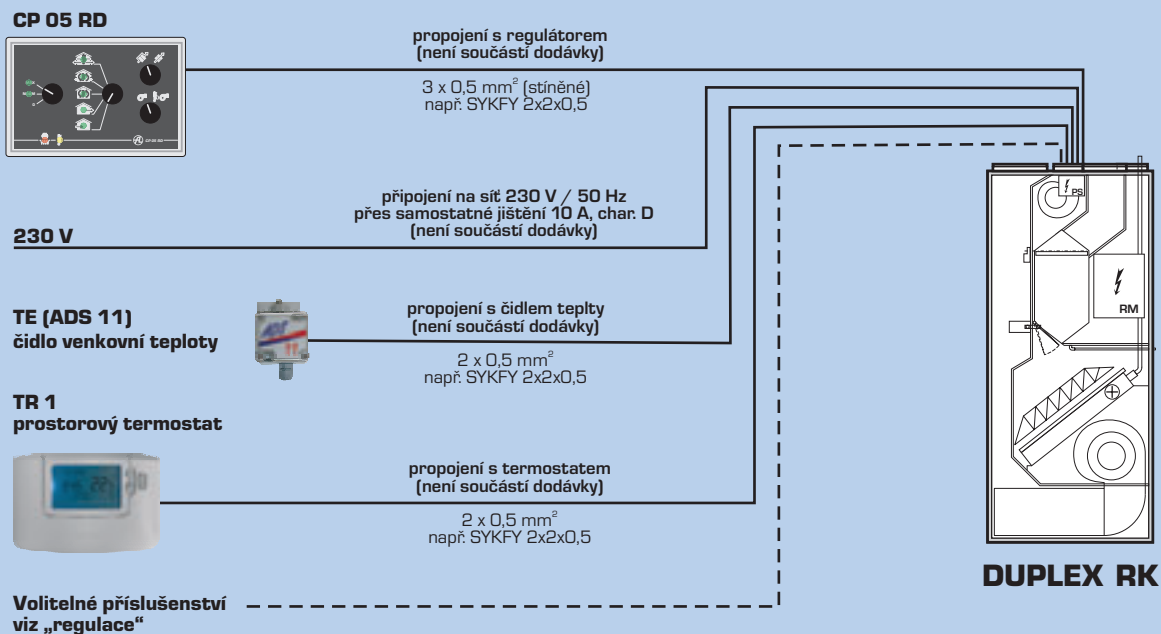 CP 05 RD
propojení s regulátorem
(není součástí dodávky)
3 x 0,5 mm² (stíněné)
např. SYKFY 2x2x0,5
připojení na síť 230 V / 50 Hz
přes samostatné jištění 10 A, char. D
(není součástí dodávky)
230 V
PS
RM
TE (ADS 11)
čidlo venkovní teploty
propojení s čidlem teplty
(není součástí dodávky)
2 x 0,5 mm²
např. SYKFY 2x2x0,5
TR 1
prostorový termostat
propojení s termostatem
(není součástí dodávky)
2 x 0,5 mm²
např. SYKFY 2x2x0,5
DUPLEX RK
Volitelné příslušenství
viz „regulace“